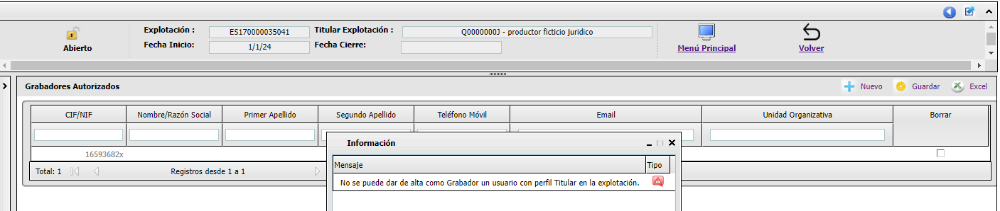 Explotación : ES170000035041 Titular Explotación : Q0000000J - productor ficticio juridico
Abierto Fecha Inicio: 1/1/24 Fecha Cierre: Menú Principal Volver
Grabadores Autorizados Nuevo Guardar Excel
CIF/NIF Nombre/Razón Social Primer Apellido Segundo Apellido Teléfono Móvil Email Unidad Organizativa Borrar
16593682x
Total: 1 Registros desde 1 a 1
Información
Mensaje Tipo
No se puede dar de alta como Grabador un usuario con perfil Titular en la explotación.